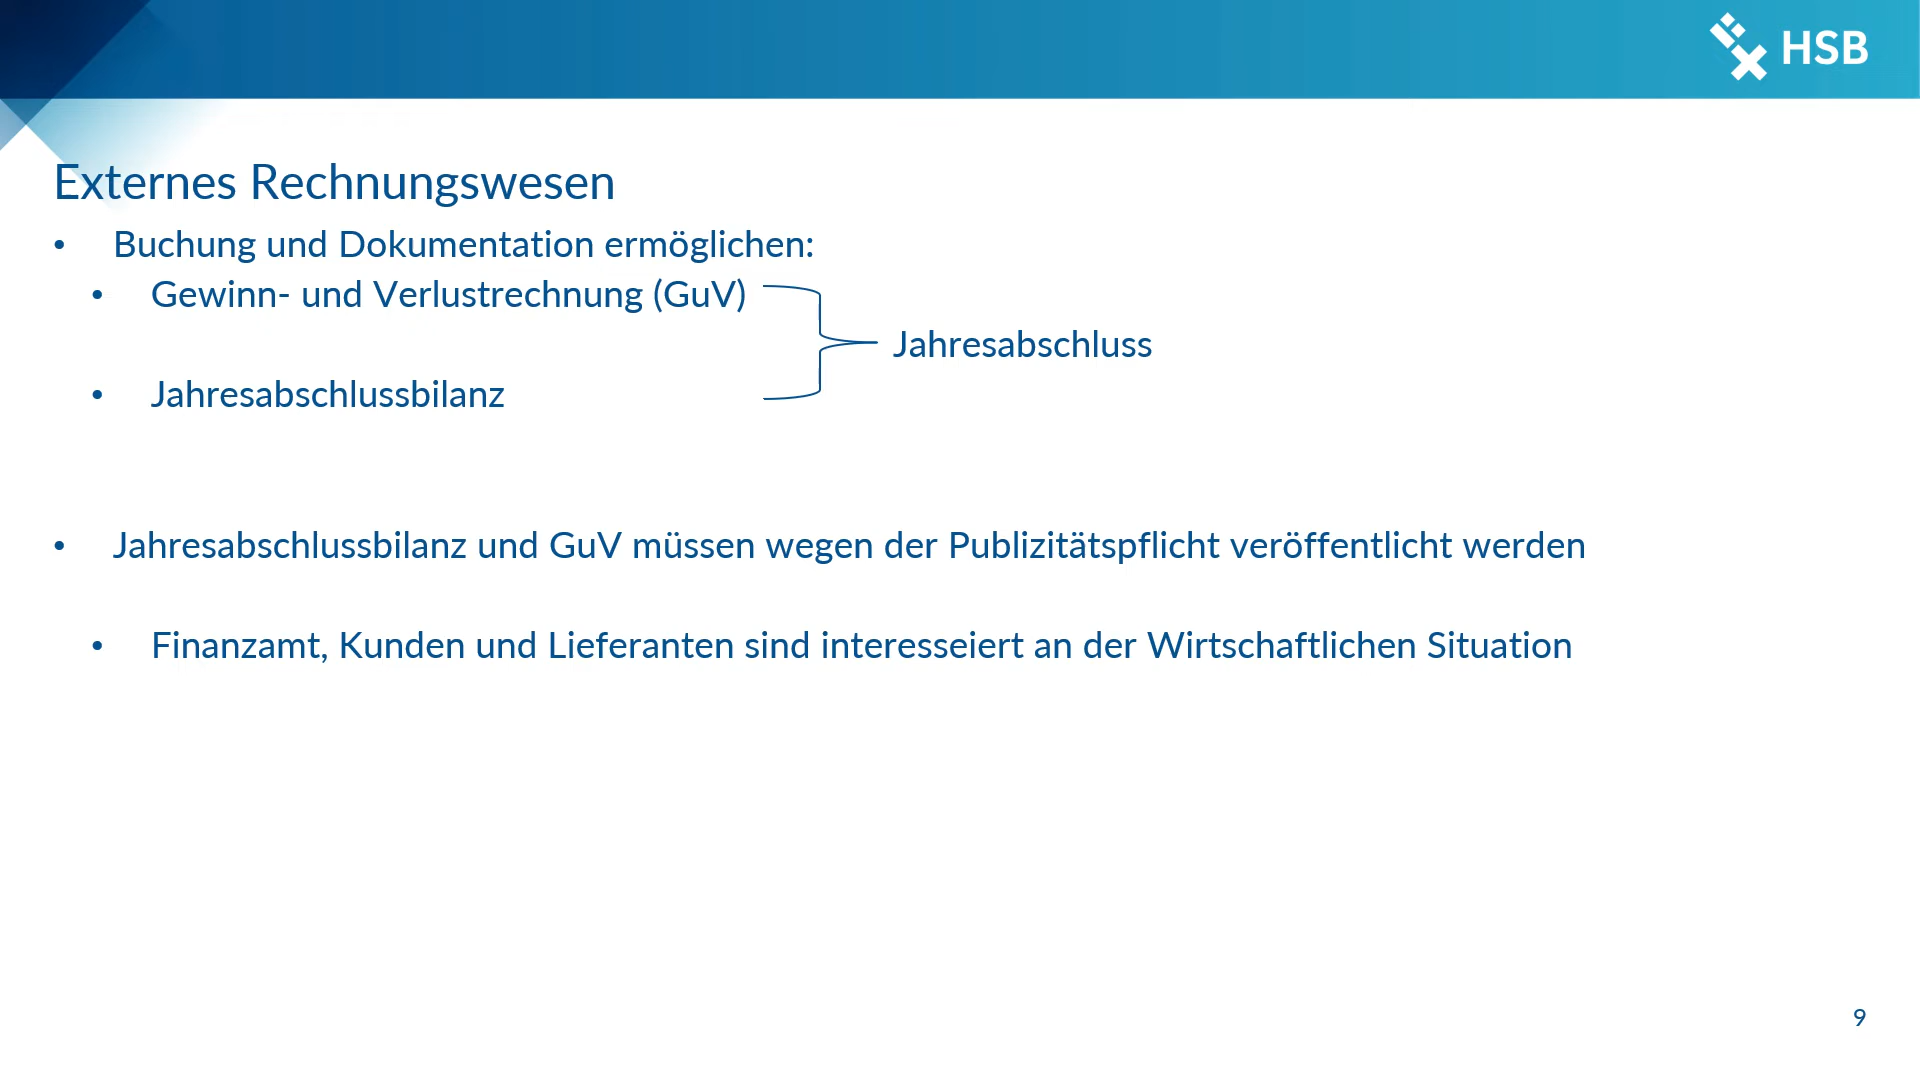 HSB
Externes Rechnungswesen
• Buchung und Dokumentation ermöglichen:
• Gewinn- und Verlustrechnung (GuV)
Jahresabschluss
• Jahresabschlussbilanz
• Jahresabschlussbilanz und GuV müssen wegen der Publizitätspflicht veröffentlicht werden
• Finanzamt, Kunden und Lieferanten sind interesseiert an der Wirtschaftlichen Situation
9